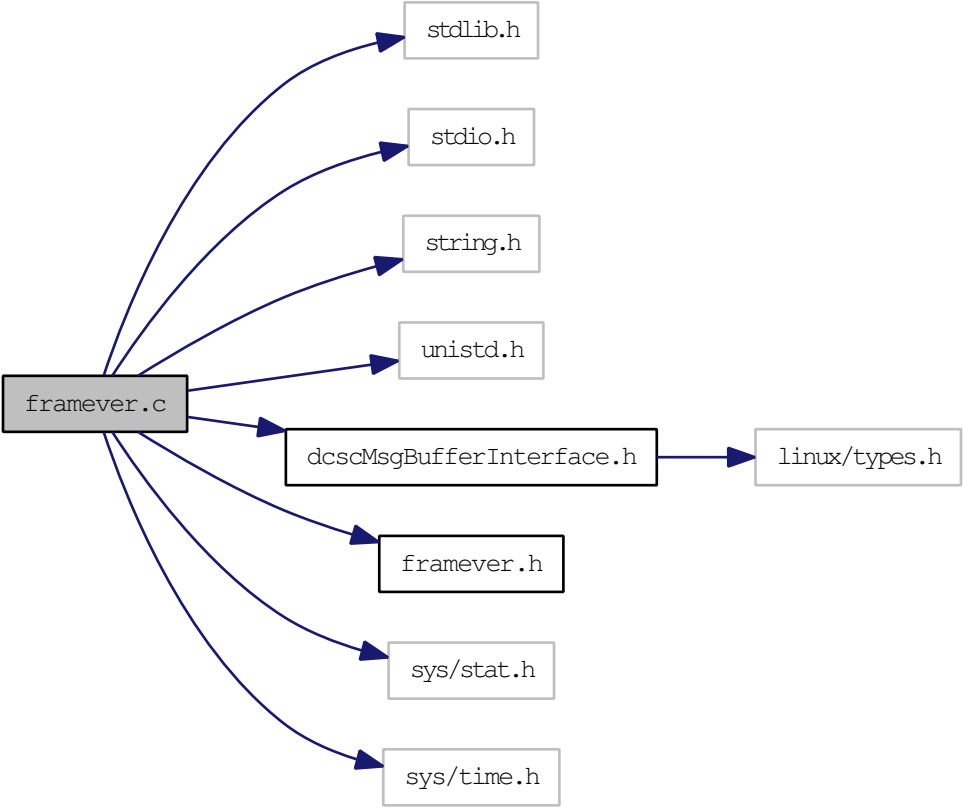 stdlib.h
stdio.h
string.h
unistd.h
framever.c
dcscMsgBufferInterface.h
linux/types.h
framever.h
sys/stat.h
sys/time.h